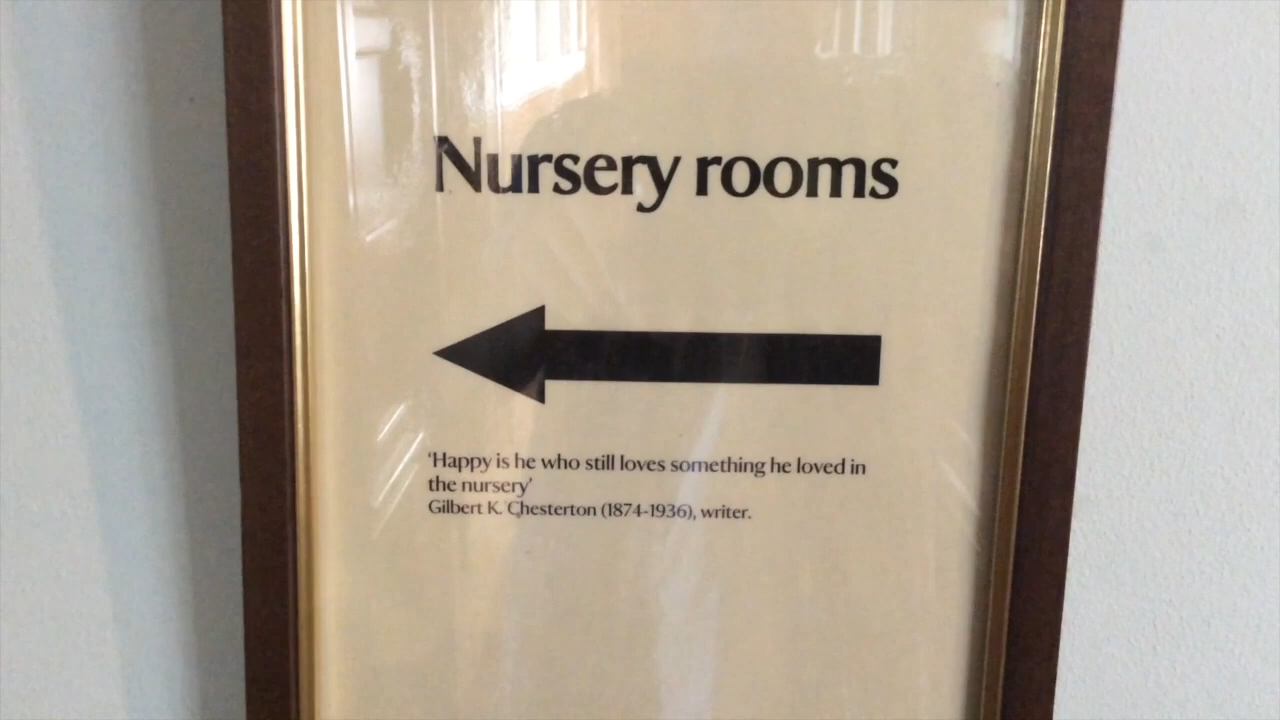 Nursery rooms
‘Happy is he who still loves something he loved in
the nursery’
Gilbert K. Chesterton (1874-1936), writer.